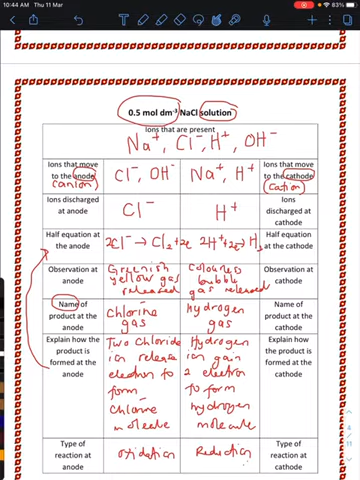 10:44 AM Thu 11 Mar
83%
0.5 mol dm-3 NaCl solution
Ions that are present
Na+, Cl-, H+, OH-
Ions that move to the anode
(anion)
Cl-, OH-
Na+, H+
Ions that move to the cathode
(Cation)
Ions discharged at anode
Cl-
H+
Ions discharged at cathode
Half equation at the anode
2Cl- → Cl2 + 2e
2H+ + 2e → H2
Half equation at the cathode
Observation at anode
Greenish yellow gas released
Colourless bubble gas released
Observation at cathode
Name of product at the anode
Chlorine gas
Hydrogen gas
Name of product at the cathode
Explain how the product is formed at the anode
Two Chloride ion release electron to form Chlorine molecule
Hydrogen ion gain 2 electron to form hydrogen molecule
Explain how the product is formed at the cathode
Type of reaction at anode
Oxidation
Reduction
Type of reaction at cathode